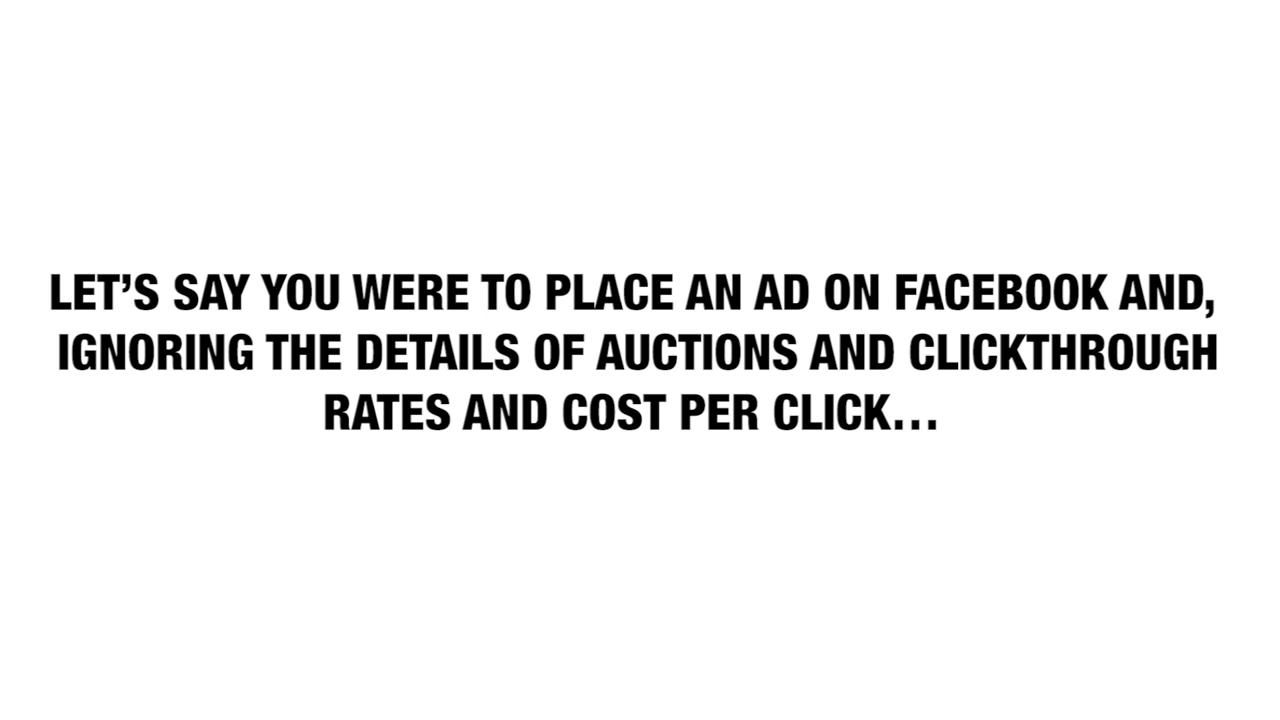 LET’S SAY YOU WERE TO PLACE AN AD ON FACEBOOK AND,
IGNORING THE DETAILS OF AUCTIONS AND CLICKTHROUGH
RATES AND COST PER CLICK…